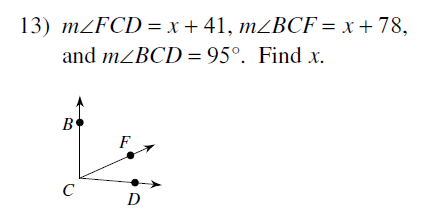 13) m∠FCD = x + 41, m∠BCF = x + 78,
and m∠BCD = 95°. Find x.
B
F
C
D